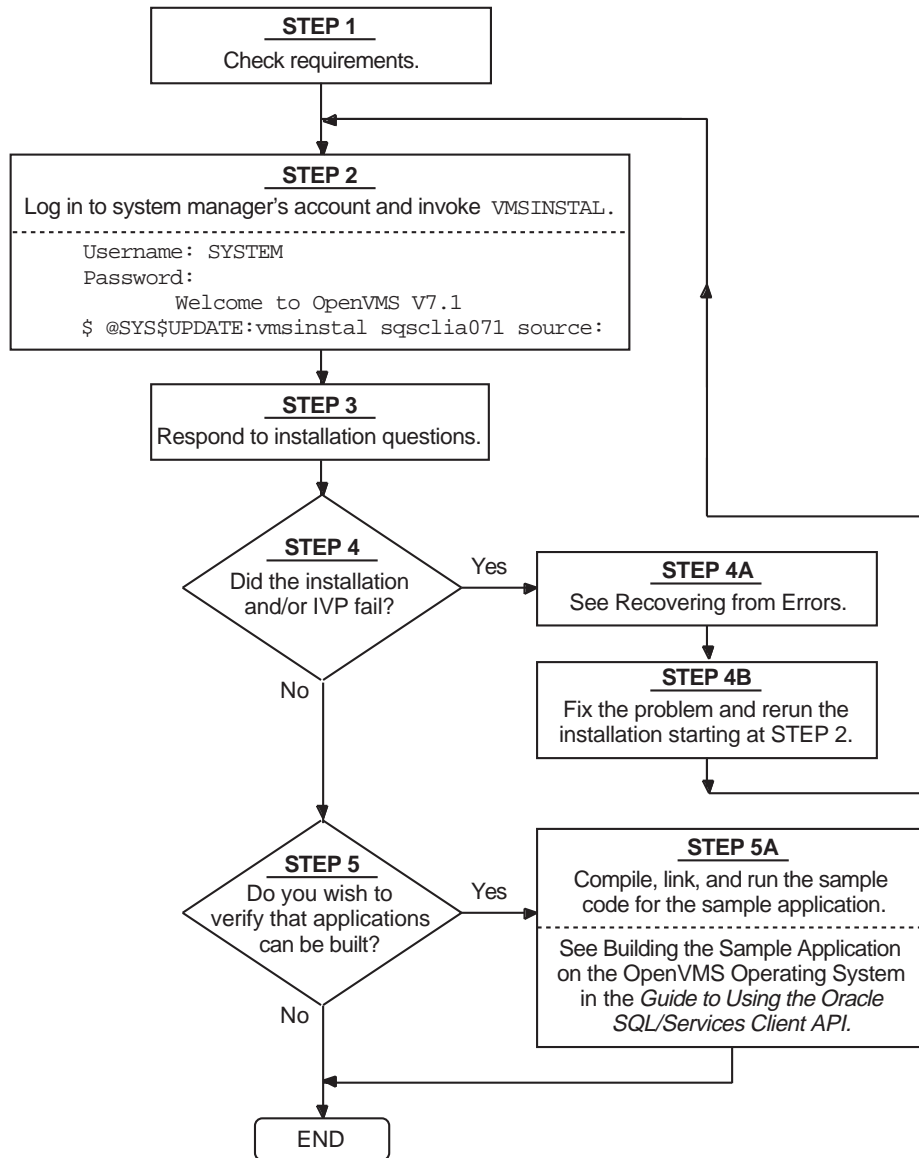 STEP 1
Check requirements.
STEP 2
Log in to system manager's account and invoke VMSINSTAL.
Username: SYSTEM
Password:
Welcome to OpenVMS V7.1
$ @SYS$UPDATE:vmsinstal sqsclia071 source:
STEP 3
Respond to installation questions.
STEP 4
Did the installation
and/or IVP fail?
Yes
STEP 4A
See Recovering from Errors.
No
STEP 4B
Fix the problem and rerun the
installation starting at STEP 2.
STEP 5
Do you wish to
verify that applications
can be built?
Yes
STEP 5A
Compile, link, and run the sample
code for the sample application.
See Building the Sample Application
on the OpenVMS Operating System
in the Guide to Using the Oracle
SQL/Services Client API.
No
END